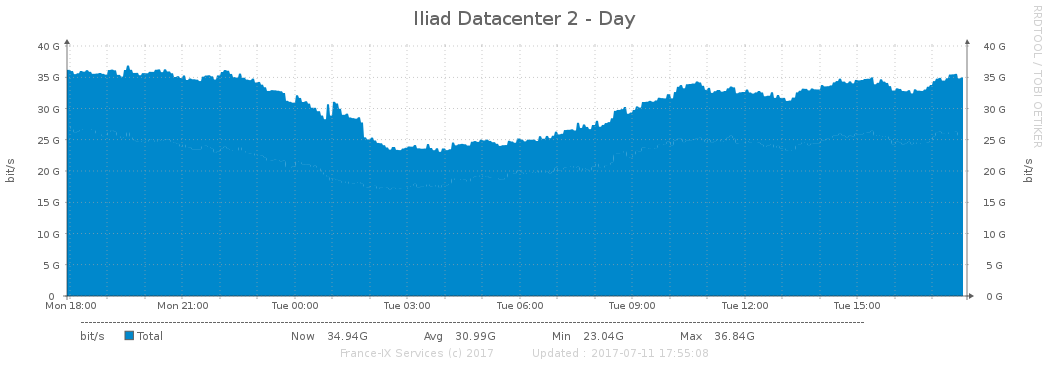 Iliad Datacenter 2 - Day
RRDTOOL / TOBI OETIKER
40 G 40 G
35 G 35 G
30 G 30 G
25 G 25 G
20 G 20 G
15 G 15 G
10 G 10 G
5 G 5 G
0 0 G
bit/s bit/s
Mon 18:00 Mon 21:00 Tue 00:00 Tue 03:00 Tue 06:00 Tue 09:00 Tue 12:00 Tue 15:00
bit/s Total Now 34.94G Avg 30.99G Min 23.04G Max 36.84G
France-IX Services (c) 2017 Updated : 2017-07-11 17:55:08